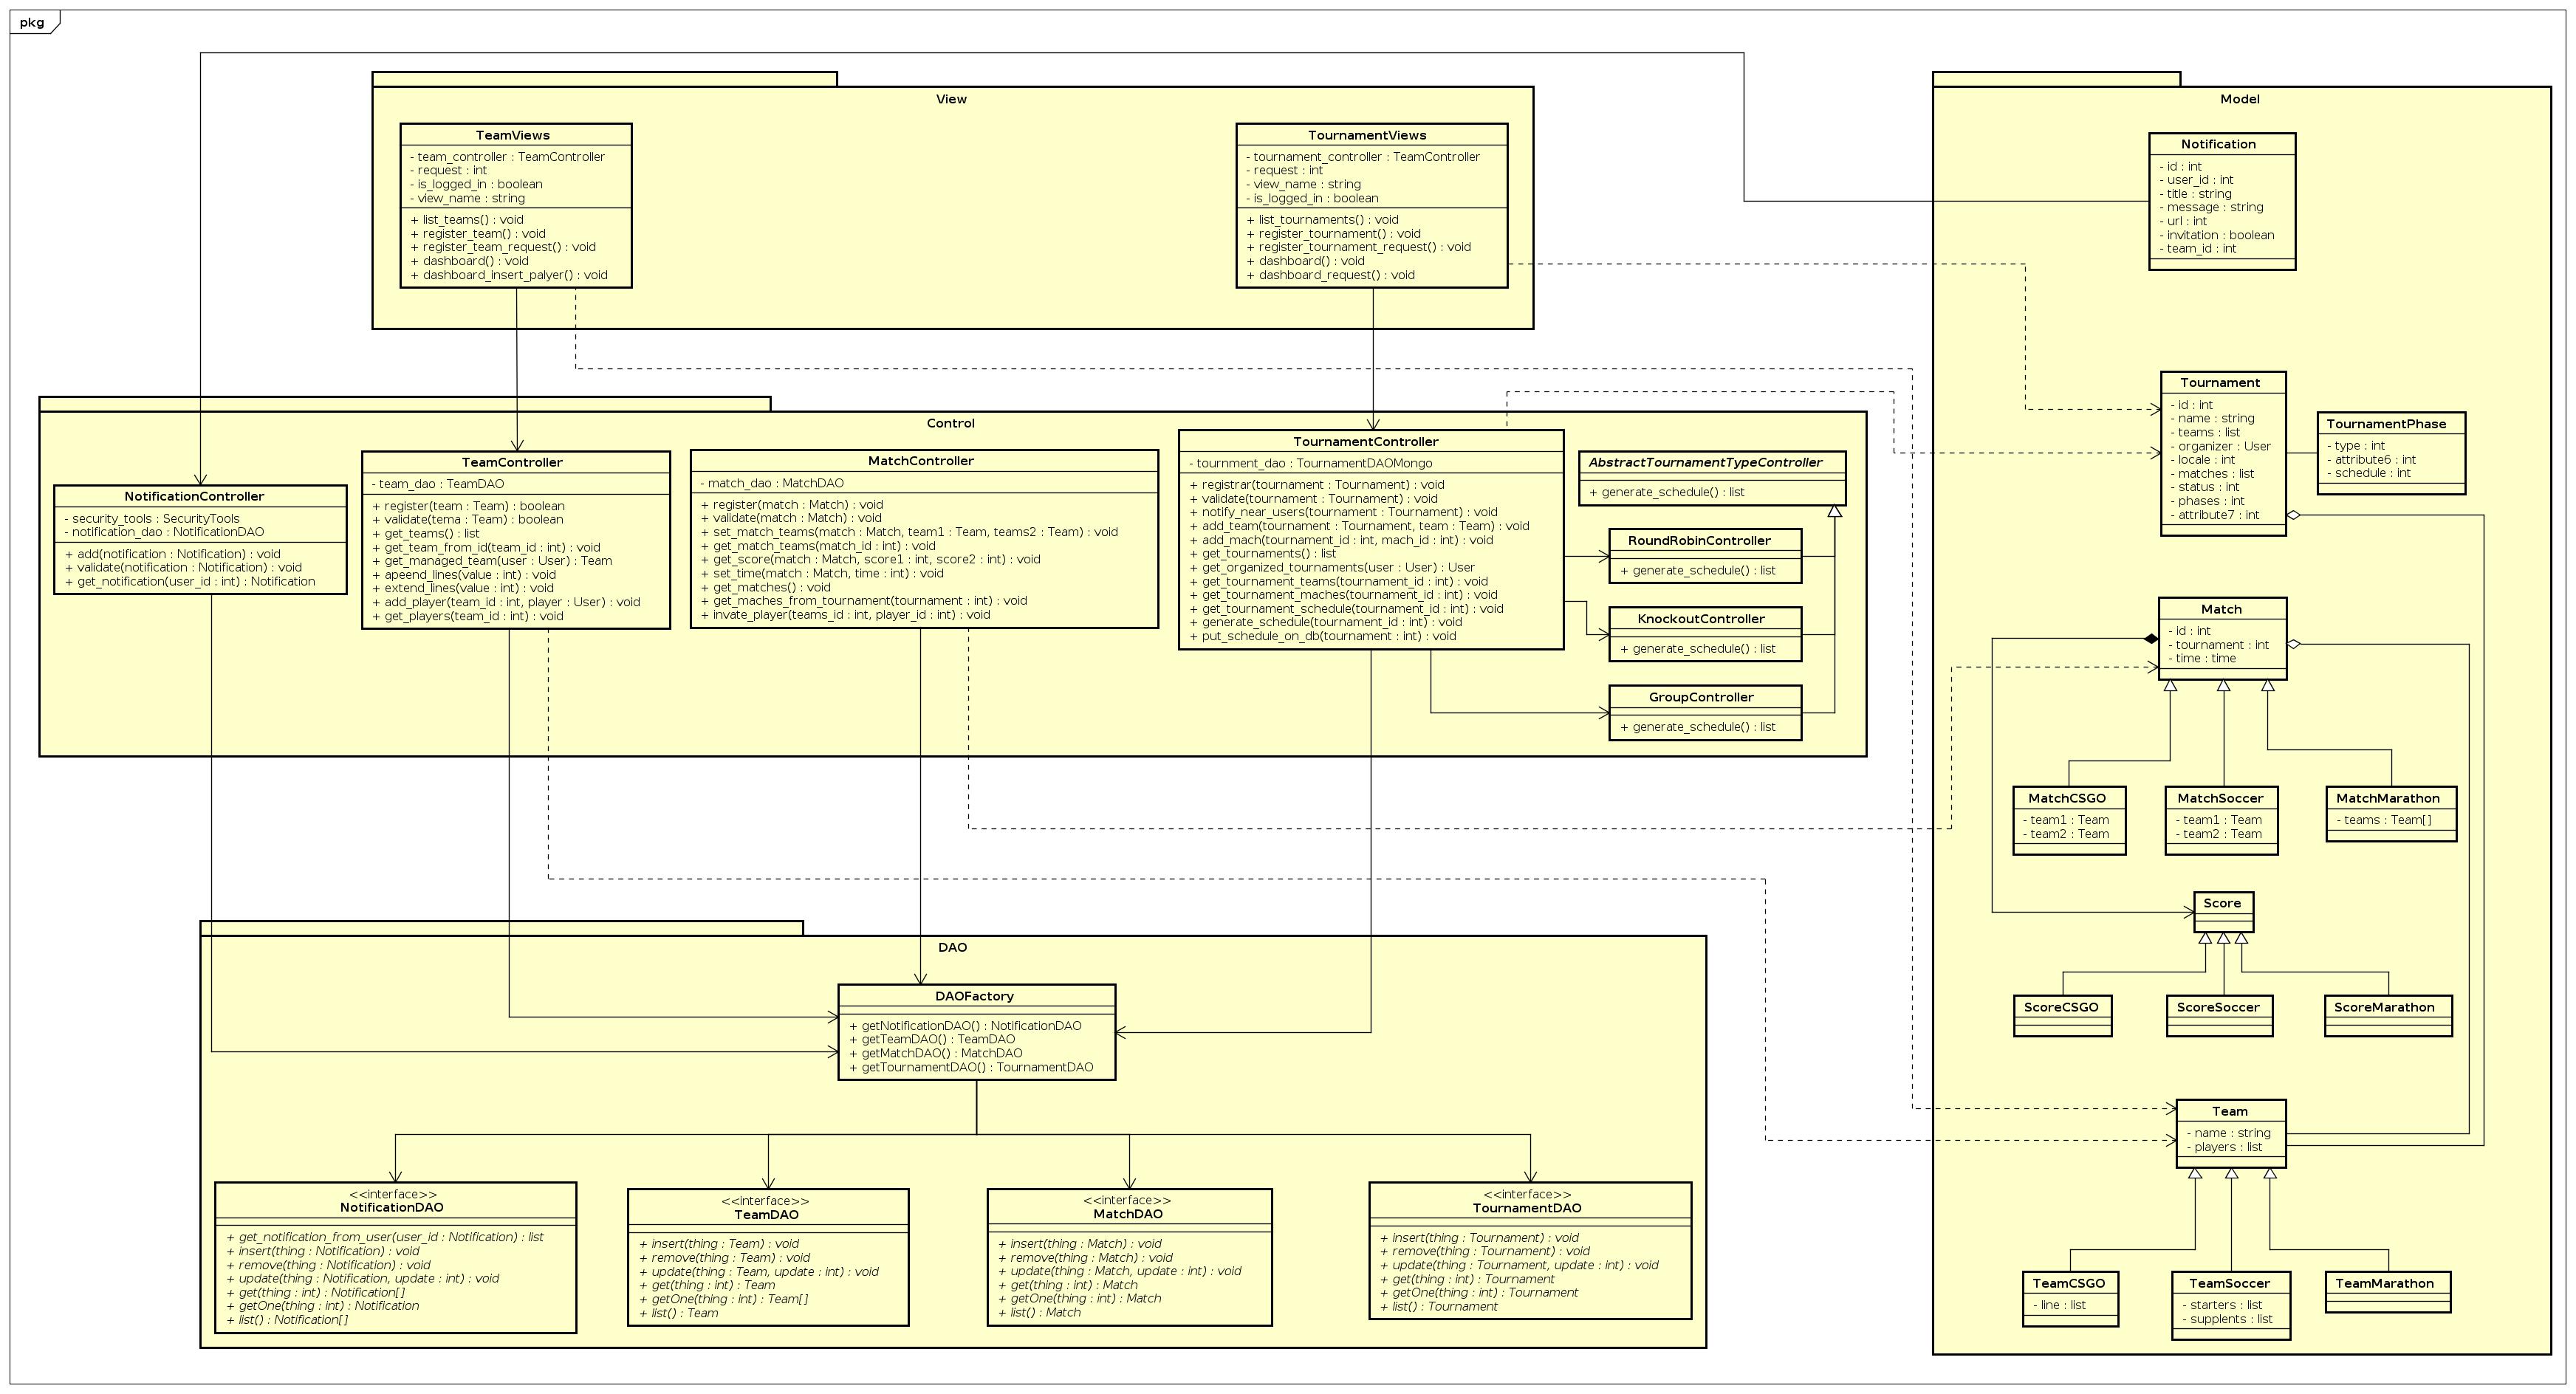 pkg
View
TeamViews
- team_controller : TeamController
- request : int
- is_logged_in : boolean
- view_name : string
+ list_teams() : void
+ register_team() : void
+ register_team_request() : void
+ dashboard() : void
+ dashboard_insert_palyer() : void
TournamentViews
- tournament_controller : TeamController
- request : int
- view_name : string
- is_logged_in : boolean
+ list_tournaments() : void
+ register_tournament() : void
+ register_tournament_request() : void
+ dashboard() : void
+ dashboard_request() : void
Control
NotificationController
- security_tools : SecurityTools
- notification_dao : NotificationDAO
+ add(notification : Notification) : void
+ validate(notification : Notification) : void
+ get_notification(user_id : int) : Notification
TeamController
- team_dao : TeamDAO
+ register(team : Team) : boolean
+ validate(tema : Team) : boolean
+ get_teams() : list
+ get_team_from_id(team_id : int) : void
+ get_managed_team(user : User) : Team
+ apeend_lines(value : int) : void
+ extend_lines(value : int) : void
+ add_player(team_id : int, player : User) : void
+ get_players(team_id : int) : void
MatchController
- match_dao : MatchDAO
+ register(match : Match) : void
+ validate(match : Match) : void
+ set_match_teams(match : Match, team1 : Team, teams2 : Team) : void
+ get_match_teams(match_id : int) : void
+ get_score(match : Match, score1 : int, score2 : int) : void
+ set_time(match : Match, time : int) : void
+ get_matches() : void
+ get_maches_from_tournament(tournament : int) : void
+ invate_player(teams_id : int, player_id : int) : void
TournamentController
- tournment_dao : TournamentDAOMongo
+ registrar(tournament : Tournament) : void
+ validate(tournament : Tournament) : void
+ notify_near_users(tournament : Tournament) : void
+ add_team(tournament : Tournament, team : Team) : void
+ add_mach(tournament_id : int, mach_id : int) : void
+ get_tournaments() : list
+ get_organized_tournaments(user : User) : User
+ get_tournament_teams(tournament_id : int) : void
+ get_tournament_maches(tournament_id : int) : void
+ get_tournament_schedule(tournament_id : int) : void
+ generate_schedule(tournament_id : int) : void
+ put_schedule_on_db(tournament : int) : void
AbstractTournamentTypeController
+ generate_schedule() : list
RoundRobinController
+ generate_schedule() : list
KnockoutController
+ generate_schedule() : list
GroupController
+ generate_schedule() : list
DAO
DAOFactory
+ getNotificationDAO() : NotificationDAO
+ getTeamDAO() : TeamDAO
+ getMatchDAO() : MatchDAO
+ getTournamentDAO() : TournamentDAO
<<interface>>
NotificationDAO
+ get_notification_from_user(user_id : Notification) : list
+ insert(thing : Notification) : void
+ remove(thing : Notification) : void
+ update(thing : Notification, update : int) : void
+ get(thing : int) : Notification[]
+ getOne(thing : int) : Notification
+ list() : Notification[]
<<interface>>
TeamDAO
+ insert(thing : Team) : void
+ remove(thing : Team) : void
+ update(thing : Team, update : int) : void
+ get(thing : int) : Team
+ getOne(thing : int) : Team[]
+ list() : Team
<<interface>>
MatchDAO
+ insert(thing : Match) : void
+ remove(thing : Match) : void
+ update(thing : Match, update : int) : void
+ get(thing : int) : Match
+ getOne(thing : int) : Match
+ list() : Match
<<interface>>
TournamentDAO
+ insert(thing : Tournament) : void
+ remove(thing : Tournament) : void
+ update(thing : Tournament, update : int) : void
+ get(thing : int) : Tournament
+ getOne(thing : int) : Tournament
+ list() : Tournament
Model
Notification
- id : int
- user_id : int
- title : string
- message : string
- url : int
- invitation : boolean
- team_id : int
Tournament
- id : int
- name : string
- teams : list
- organizer : User
- locale : int
- matches : list
- status : int
- phases : int
- attribute7 : int
TournamentPhase
- type : int
- attribute6 : int
- schedule : int
Match
- id : int
- tournament : int
- time : time
MatchCSGO
- team1 : Team
- team2 : Team
MatchSoccer
- team1 : Team
- team2 : Team
MatchMarathon
- teams : Team[]
Score
ScoreCSGO
ScoreSoccer
ScoreMarathon
Team
- name : string
- players : list
TeamCSGO
- line : list
TeamSoccer
- starters : list
- supplents : list
TeamMarathon